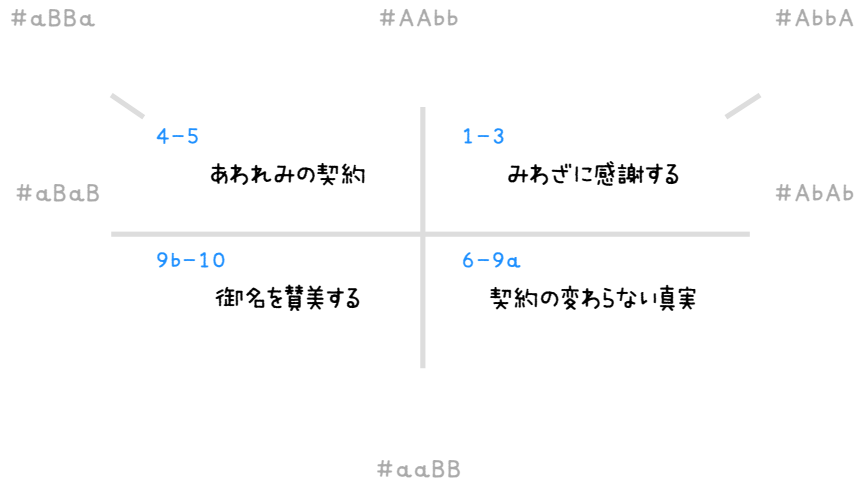 #aBBa
#AAbb
#AbbA
4-5
あわれみの契約
1-3
みわざに感謝する
#aBaB
#AbAb
9b-10
御名を賛美する
6-9a
契約の変わらない真実
#aaBB